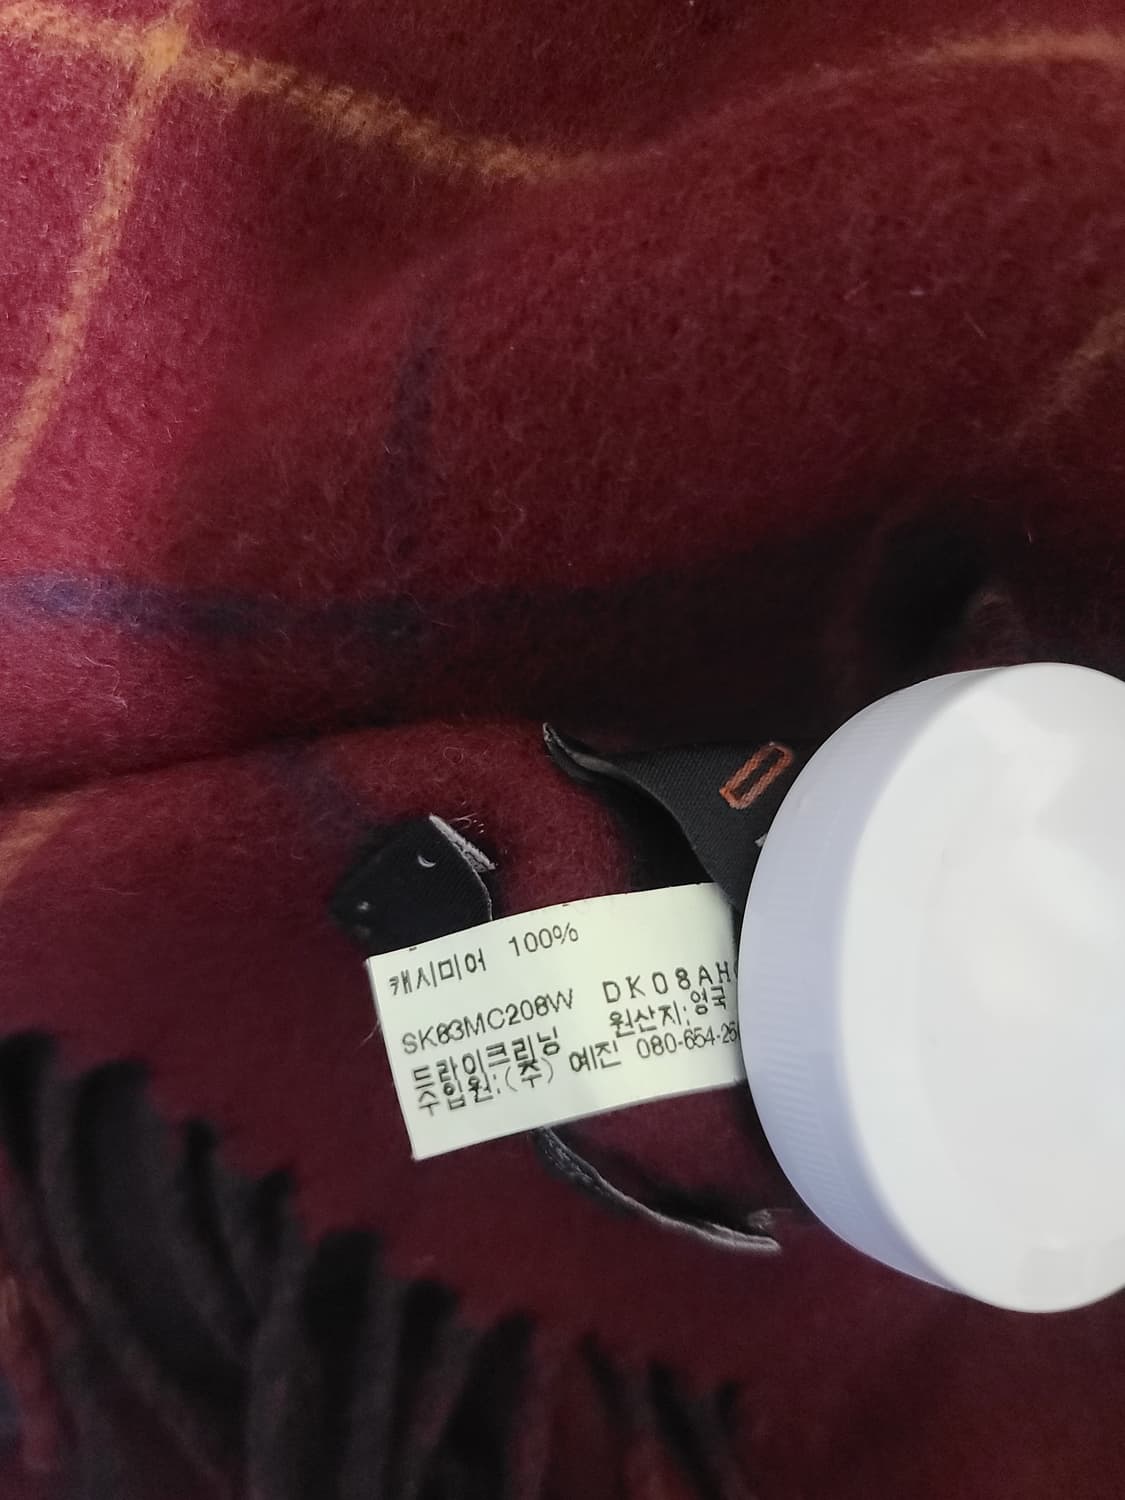 캐시미어 100%
SK83MC208W DK08AH
드라이크리닝 원산지:영국
수입원:(주) 예진 080-654-25